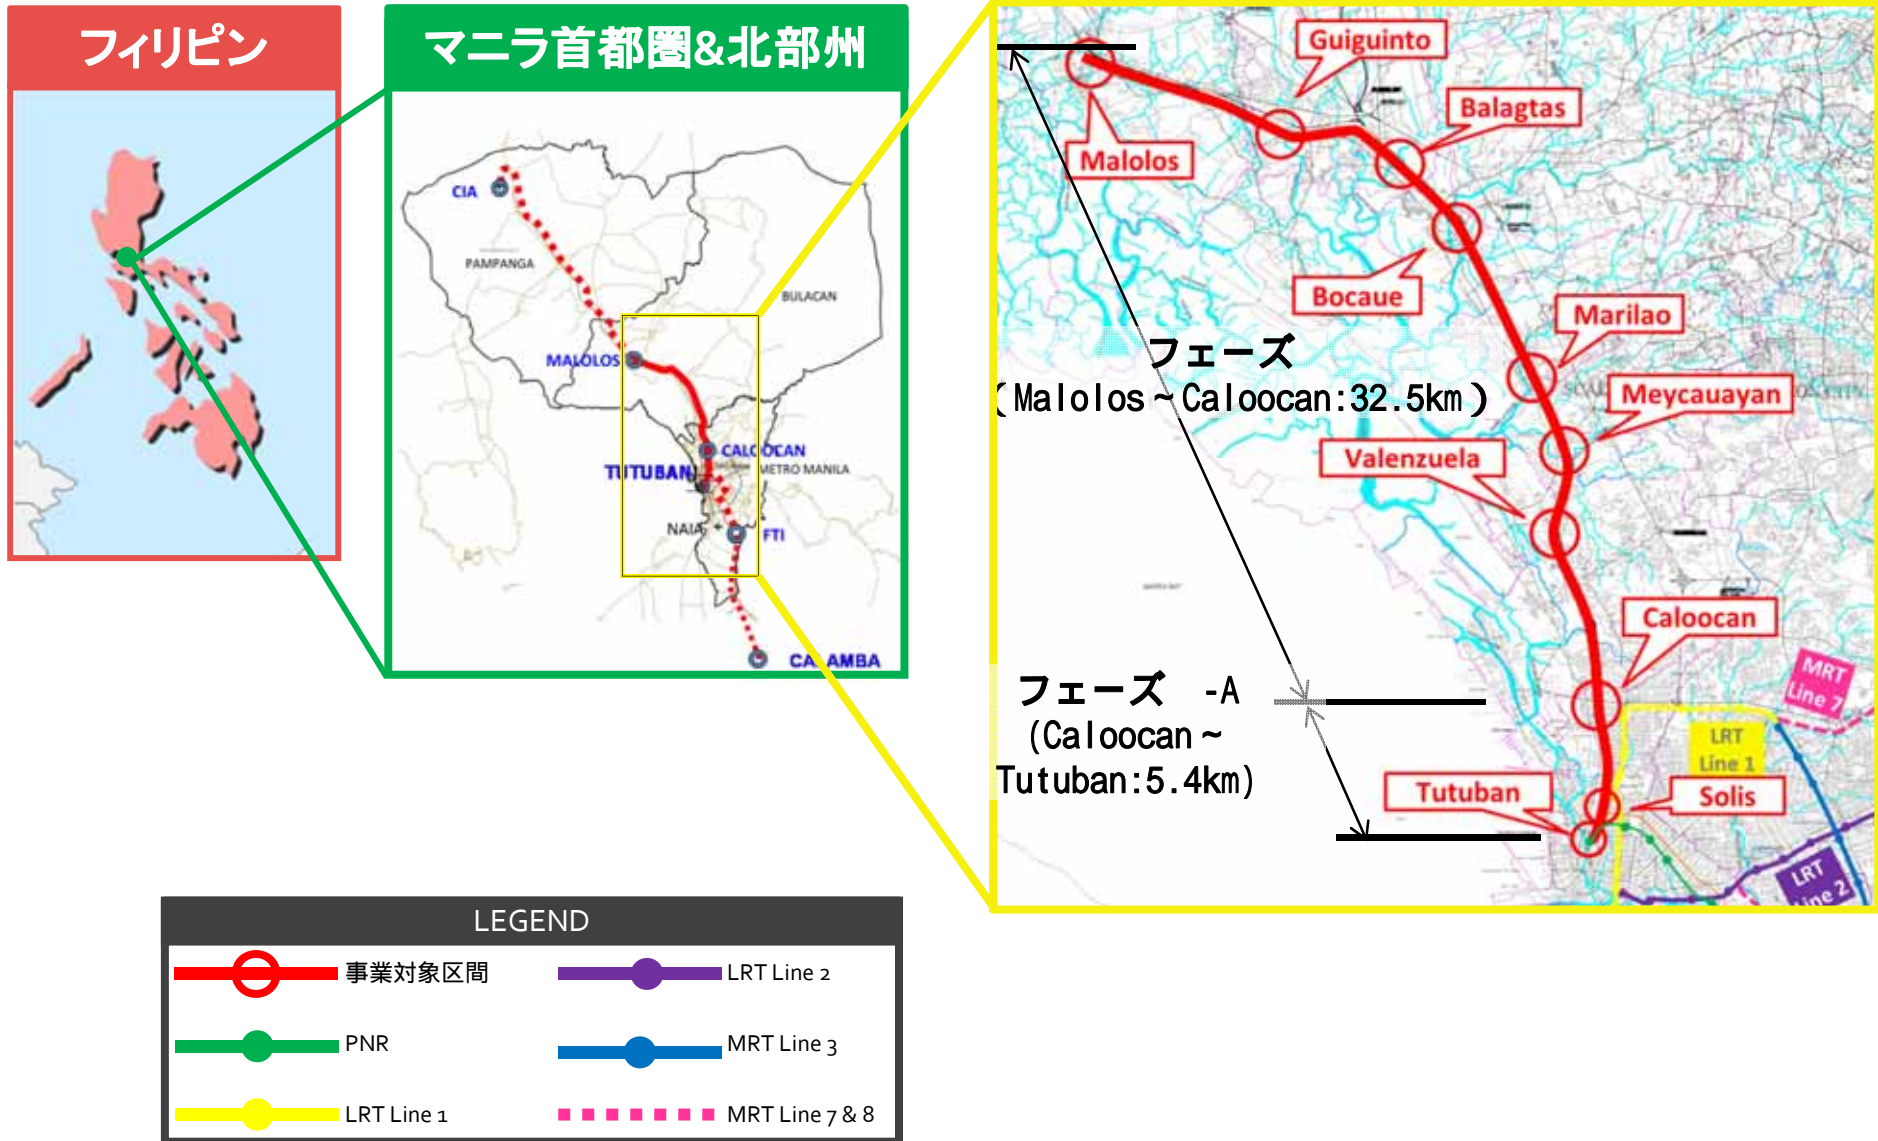 フィリピン
マニラ首都圏&北部州
CIA
PAMPANGA
BULACAN
MALOLOS
CALOOCAN
TUTUBAN
METRO MANILA
NAIA
FTI
CALAMBA
Guiguinto
Balagtas
Malolos
Bocaue
Marilao
フェーズ
(Malolos~Caloocan:32.5km)
Meycauayan
Valenzuela
Caloocan
フェーズ -A
(Caloocan~
Tutuban:5.4km)
MRT
Line 7
LRT
Line 1
Tutuban
Solis
LRT
Line 2
LEGEND
事業対象区間
LRT Line 2
PNR
MRT Line 3
LRT Line 1
MRT Line 7 & 8